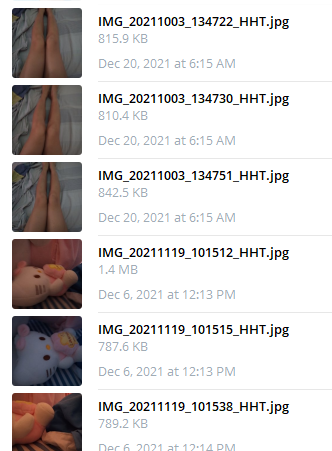 IMG_20211003_134722_HHT.jpg
815.9 KB
Dec 20, 2021 at 6:15 AM
IMG_20211003_134730_HHT.jpg
810.4 KB
Dec 20, 2021 at 6:15 AM
IMG_20211003_134751_HHT.jpg
842.5 KB
Dec 20, 2021 at 6:15 AM
IMG_20211119_101512_HHT.jpg
1.4 MB
Dec 6, 2021 at 12:13 PM
IMG_20211119_101515_HHT.jpg
787.6 KB
Dec 6, 2021 at 12:13 PM
IMG_20211119_101538_HHT.jpg
789.2 KB
Dec 6, 2021 at 12:14 PM